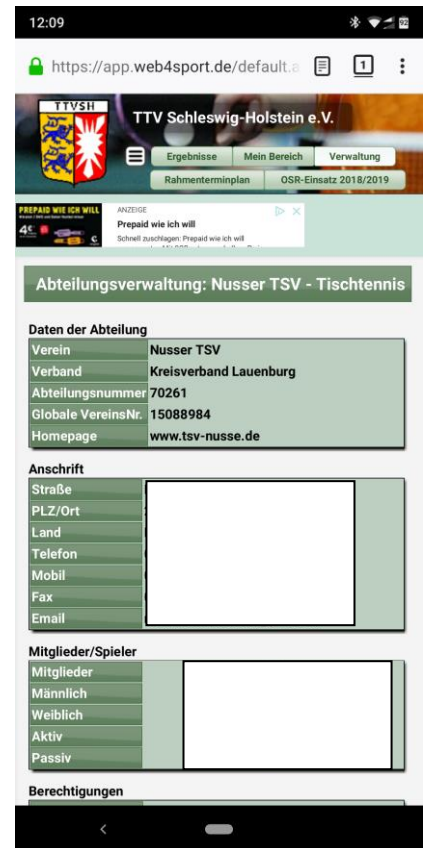 12:09
92
https://app.web4sport.de/default.a
1
TTVSH
TTV Schleswig-Holstein e.V.
Ergebnisse Mein Bereich Verwaltung
Rahmenterminplan OSR-Einsatz 2018/2019
PREPAID WIE ICH WILL
ANZEIGE
Prepaid wie ich will
Schnell zuschlagen: Prepaid wie ich will
Abteilungsverwaltung: Nusser TSV - Tischtennis
Daten der Abteilung
Verein Nusser TSV
Verband Kreisverband Lauenburg
Abteilungsnummer 70261
Globale VereinsNr. 15088984
Homepage www.tsv-nusse.de
Anschrift
Straße
PLZ/Ort
Land
Telefon
Mobil
Fax
Email
Mitglieder/Spieler
Mitglieder
Männlich
Weiblich
Aktiv
Passiv
Berechtigungen